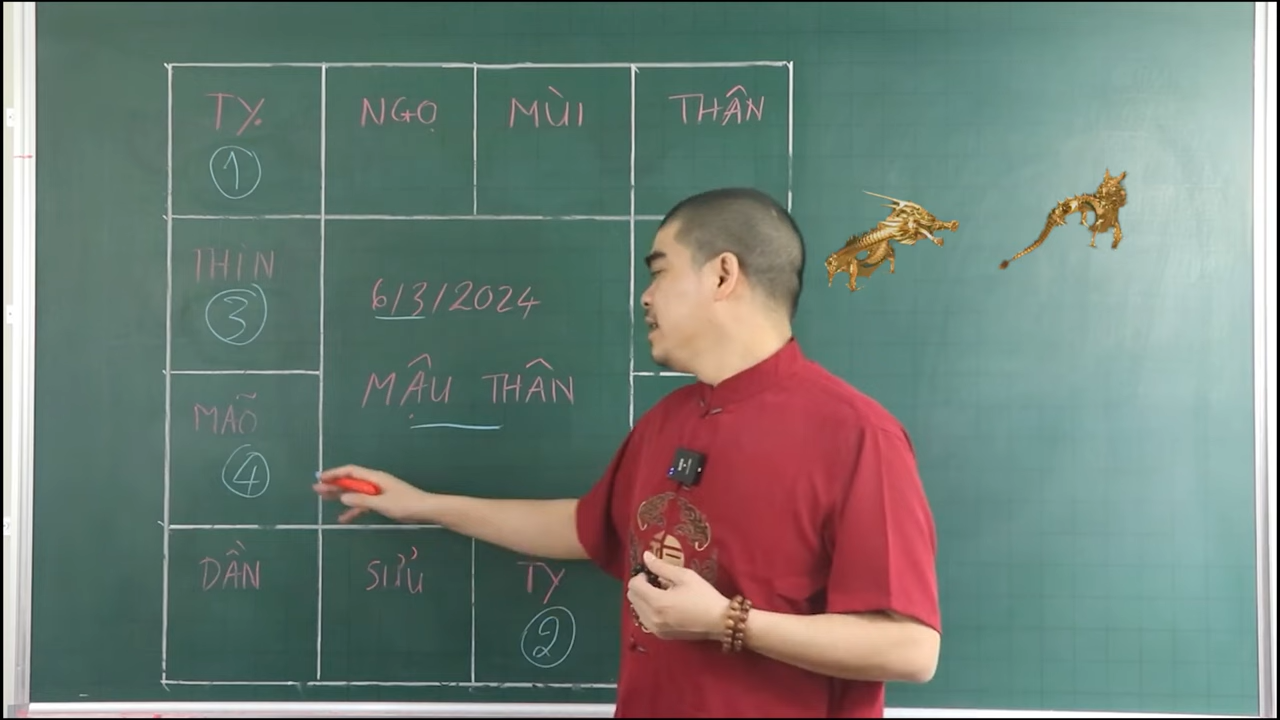 TỴ
NGỌ
MÙI
THÂN
1
THÌN
3
6/3/2024
MẬU THÂN
MÃO
4
DẦN
SỬU
TÝ
2